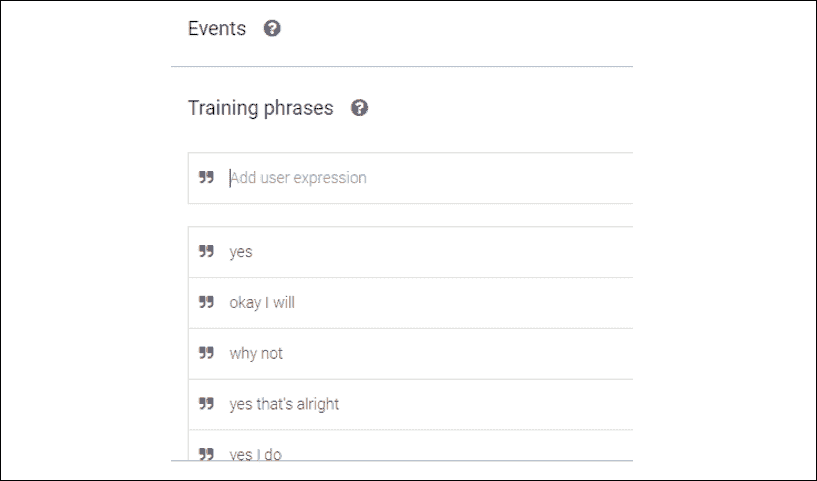 Events
Training phrases
Add user expression
yes
okay I will
why not
yes that's alright
yes I do